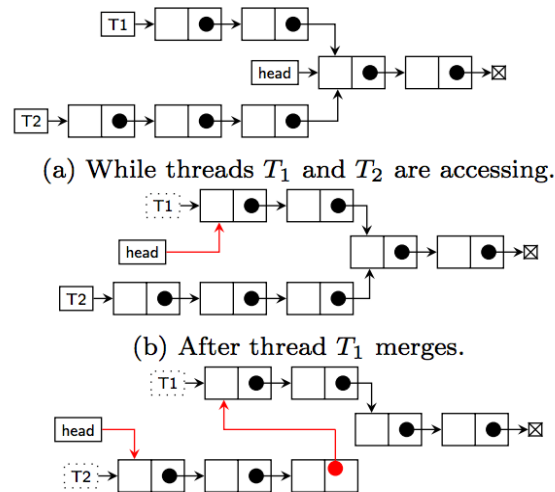 T1
head
T2
(a) While threads T₁ and T₂ are accessing.
T1
head
T2
(b) After thread T₁ merges.
T1
head
T2